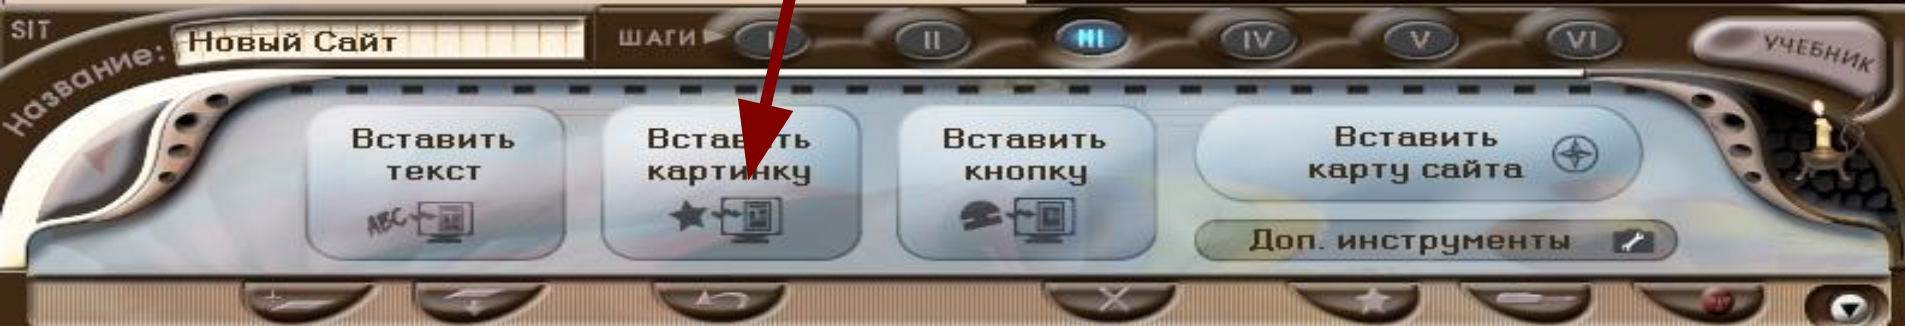 SIT
Название:
Новый Сайт
ШАГИ
I
II
III
IV
V
VI
УЧЕБНИК
Вставить
текст
ABC
Вставить
картинку
Вставить
кнопку
Вставить
карту сайта
Доп. инструменты